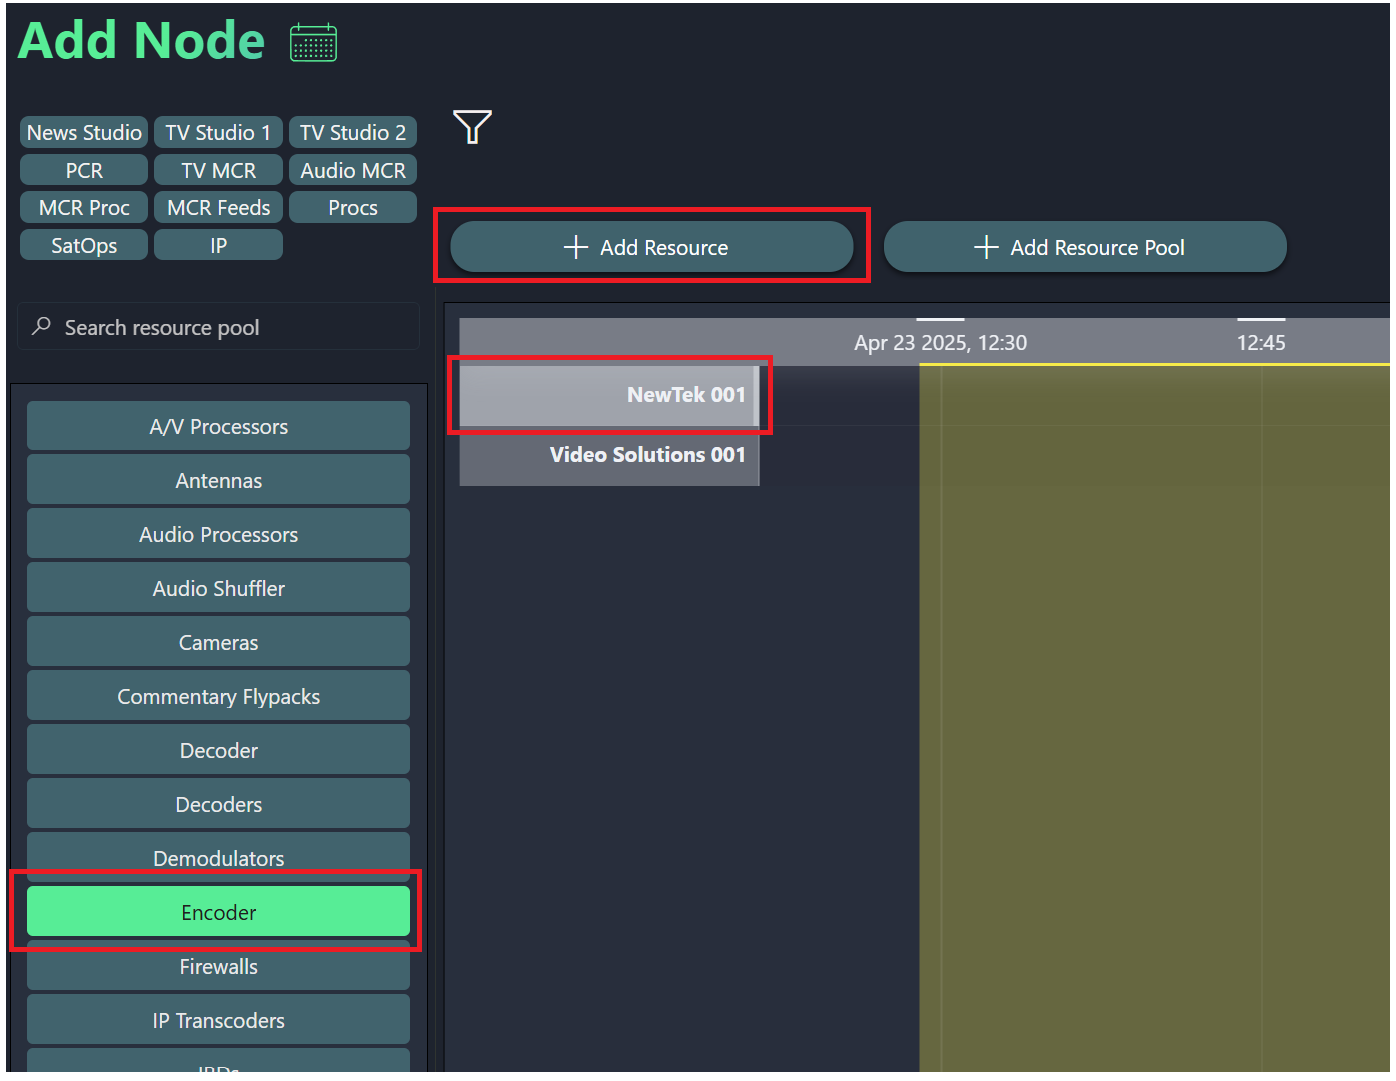 Add Node
News Studio TV Studio 1 TV Studio 2
PCR TV MCR Audio MCR
MCR Proc MCR Feeds Procs
SatOps IP
Search resource pool
A/V Processors
Antennas
Audio Processors
Audio Shuffler
Cameras
Commentary Flypacks
Decoder
Decoders
Demodulators
Encoder
Firewalls
IP Transcoders
Add Resource Add Resource Pool
Apr 23 2025, 12:30 12:45
NewTek 001
Video Solutions 001